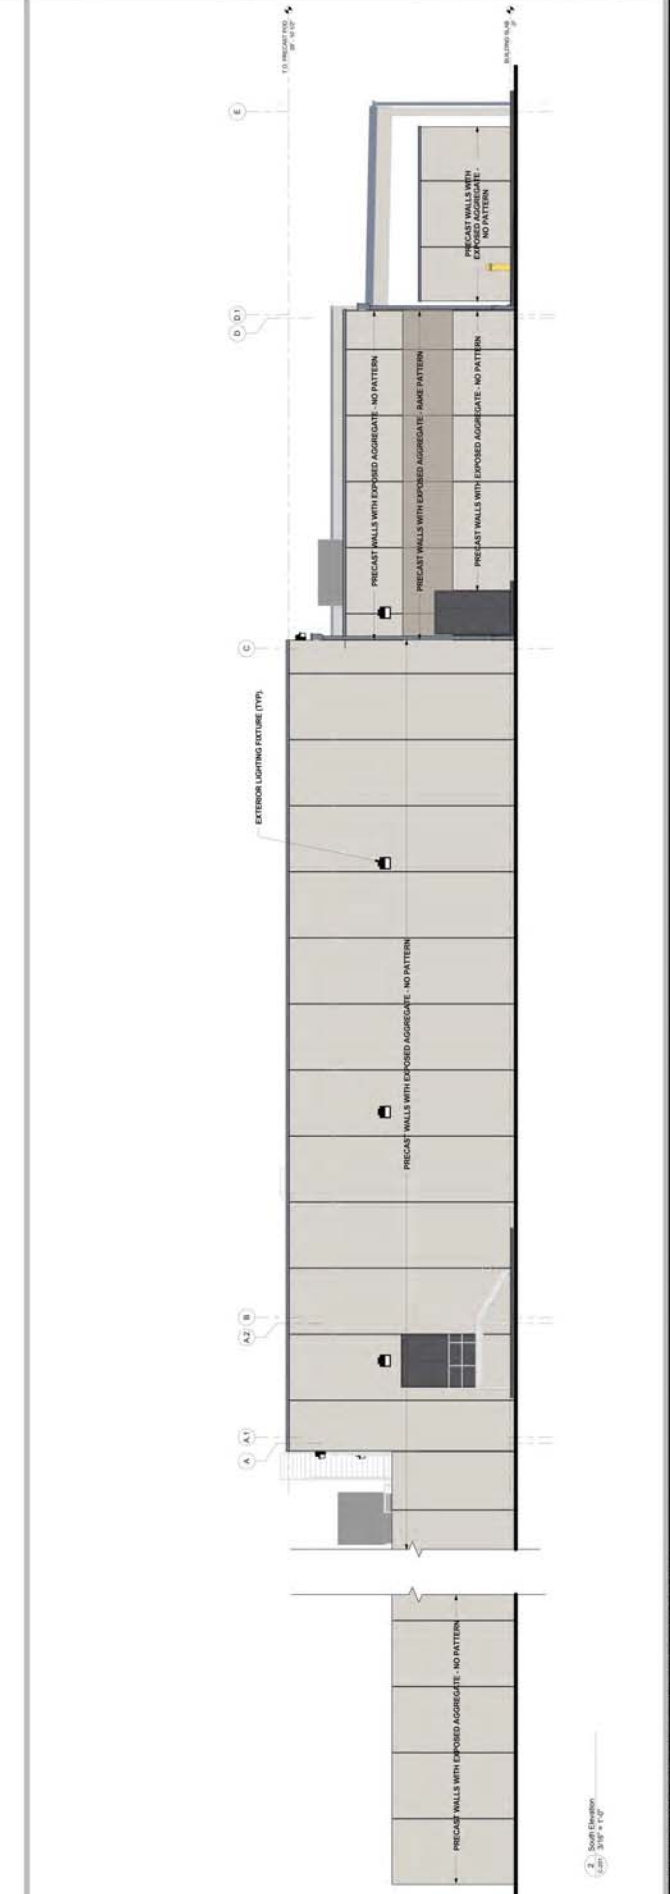 T.O. PRECAST POD
BUILDING SLAB
0"
E
D.1
D
C
B
A.2
A.1
A
PRECAST WALLS WITH
EXPOSED AGGREGATE -
NO PATTERN
PRECAST WALLS WITH EXPOSED AGGREGATE - NO PATTERN
PRECAST WALLS WITH EXPOSED AGGREGATE - RAKE PATTERN
PRECAST WALLS WITH EXPOSED AGGREGATE - NO PATTERN
EXTERIOR LIGHTING FIXTURE (TYP).
PRECAST WALLS WITH EXPOSED AGGREGATE - NO PATTERN
PRECAST WALLS WITH EXPOSED AGGREGATE - NO PATTERN
2
South Elevation
3/16" = 1'-0"